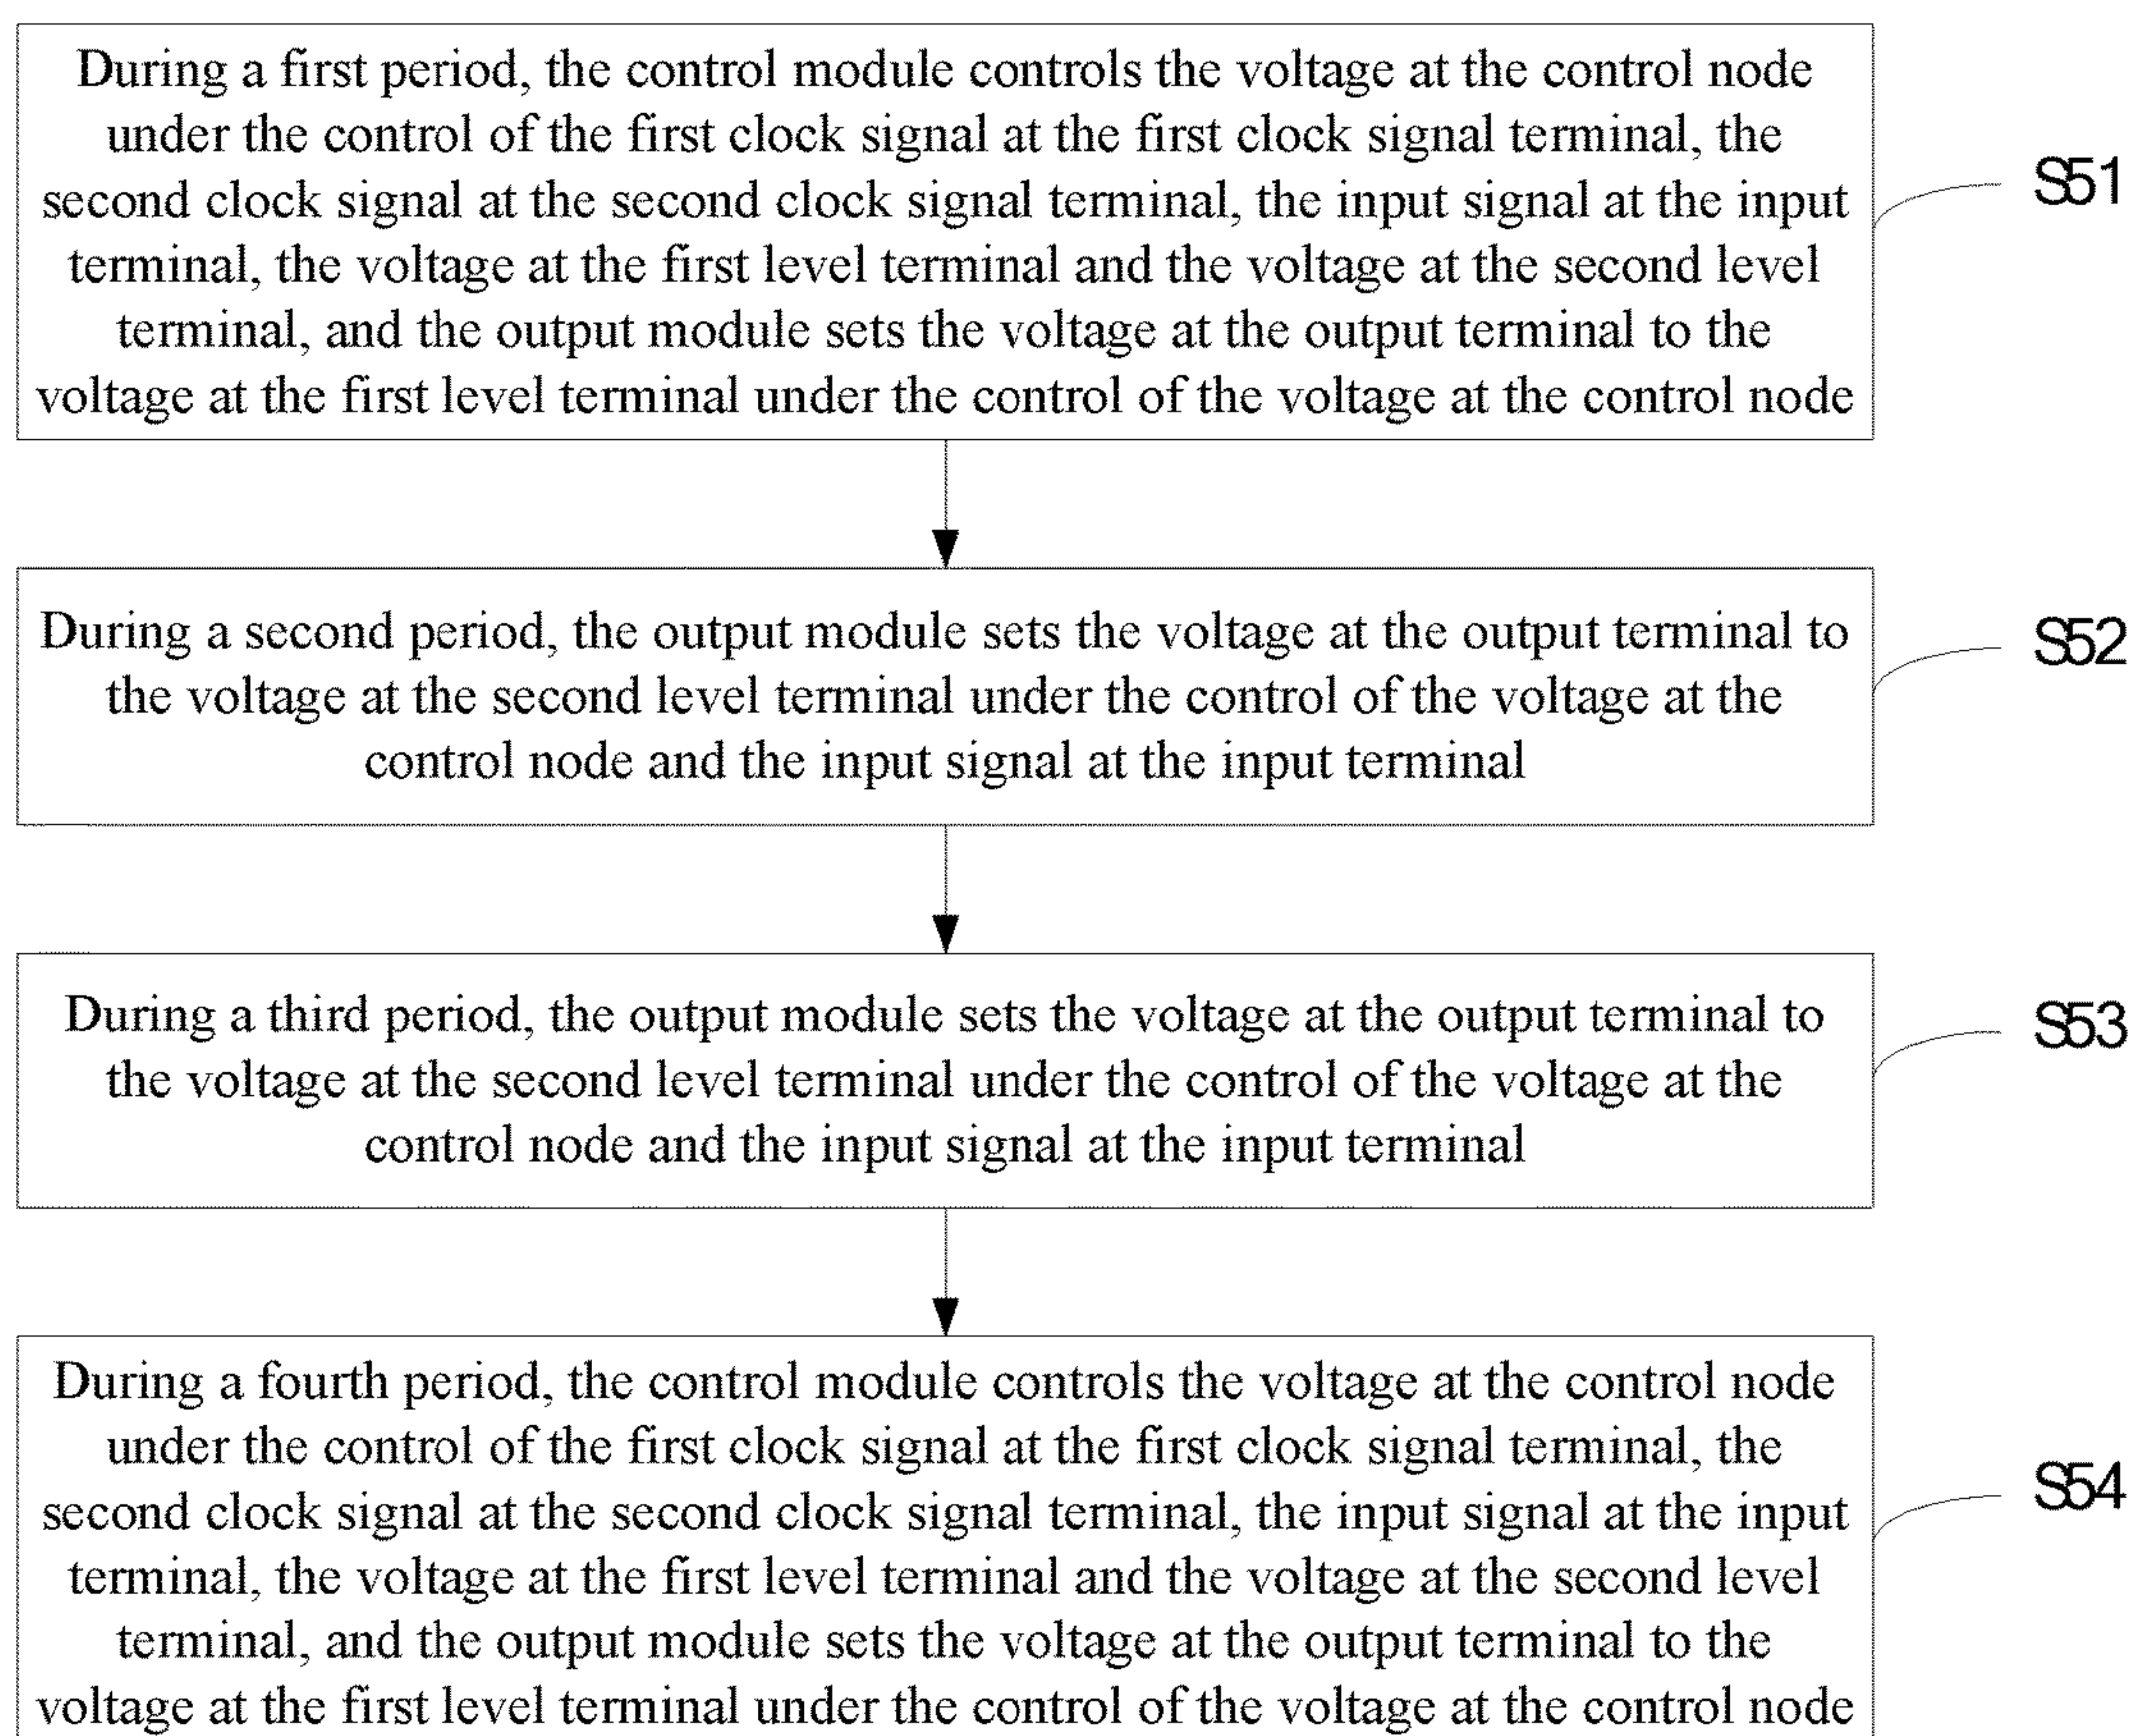 During a first period, the control module controls the voltage at the control node
under the control of the first clock signal at the first clock signal terminal, the
second clock signal at the second clock signal terminal, the input signal at the input
terminal, the voltage at the first level terminal and the voltage at the second level
terminal, and the output module sets the voltage at the output terminal to the
voltage at the first level terminal under the control of the voltage at the control node
S51
During a second period, the output module sets the voltage at the output terminal to
the voltage at the second level terminal under the control of the voltage at the
control node and the input signal at the input terminal
S52
During a third period, the output module sets the voltage at the output terminal to
the voltage at the second level terminal under the control of the voltage at the
control node and the input signal at the input terminal
S53
During a fourth period, the control module controls the voltage at the control node
under the control of the first clock signal at the first clock signal terminal, the
second clock signal at the second clock signal terminal, the input signal at the input
terminal, the voltage at the first level terminal and the voltage at the second level
terminal, and the output module sets the voltage at the output terminal to the
voltage at the first level terminal under the control of the voltage at the control node
S54